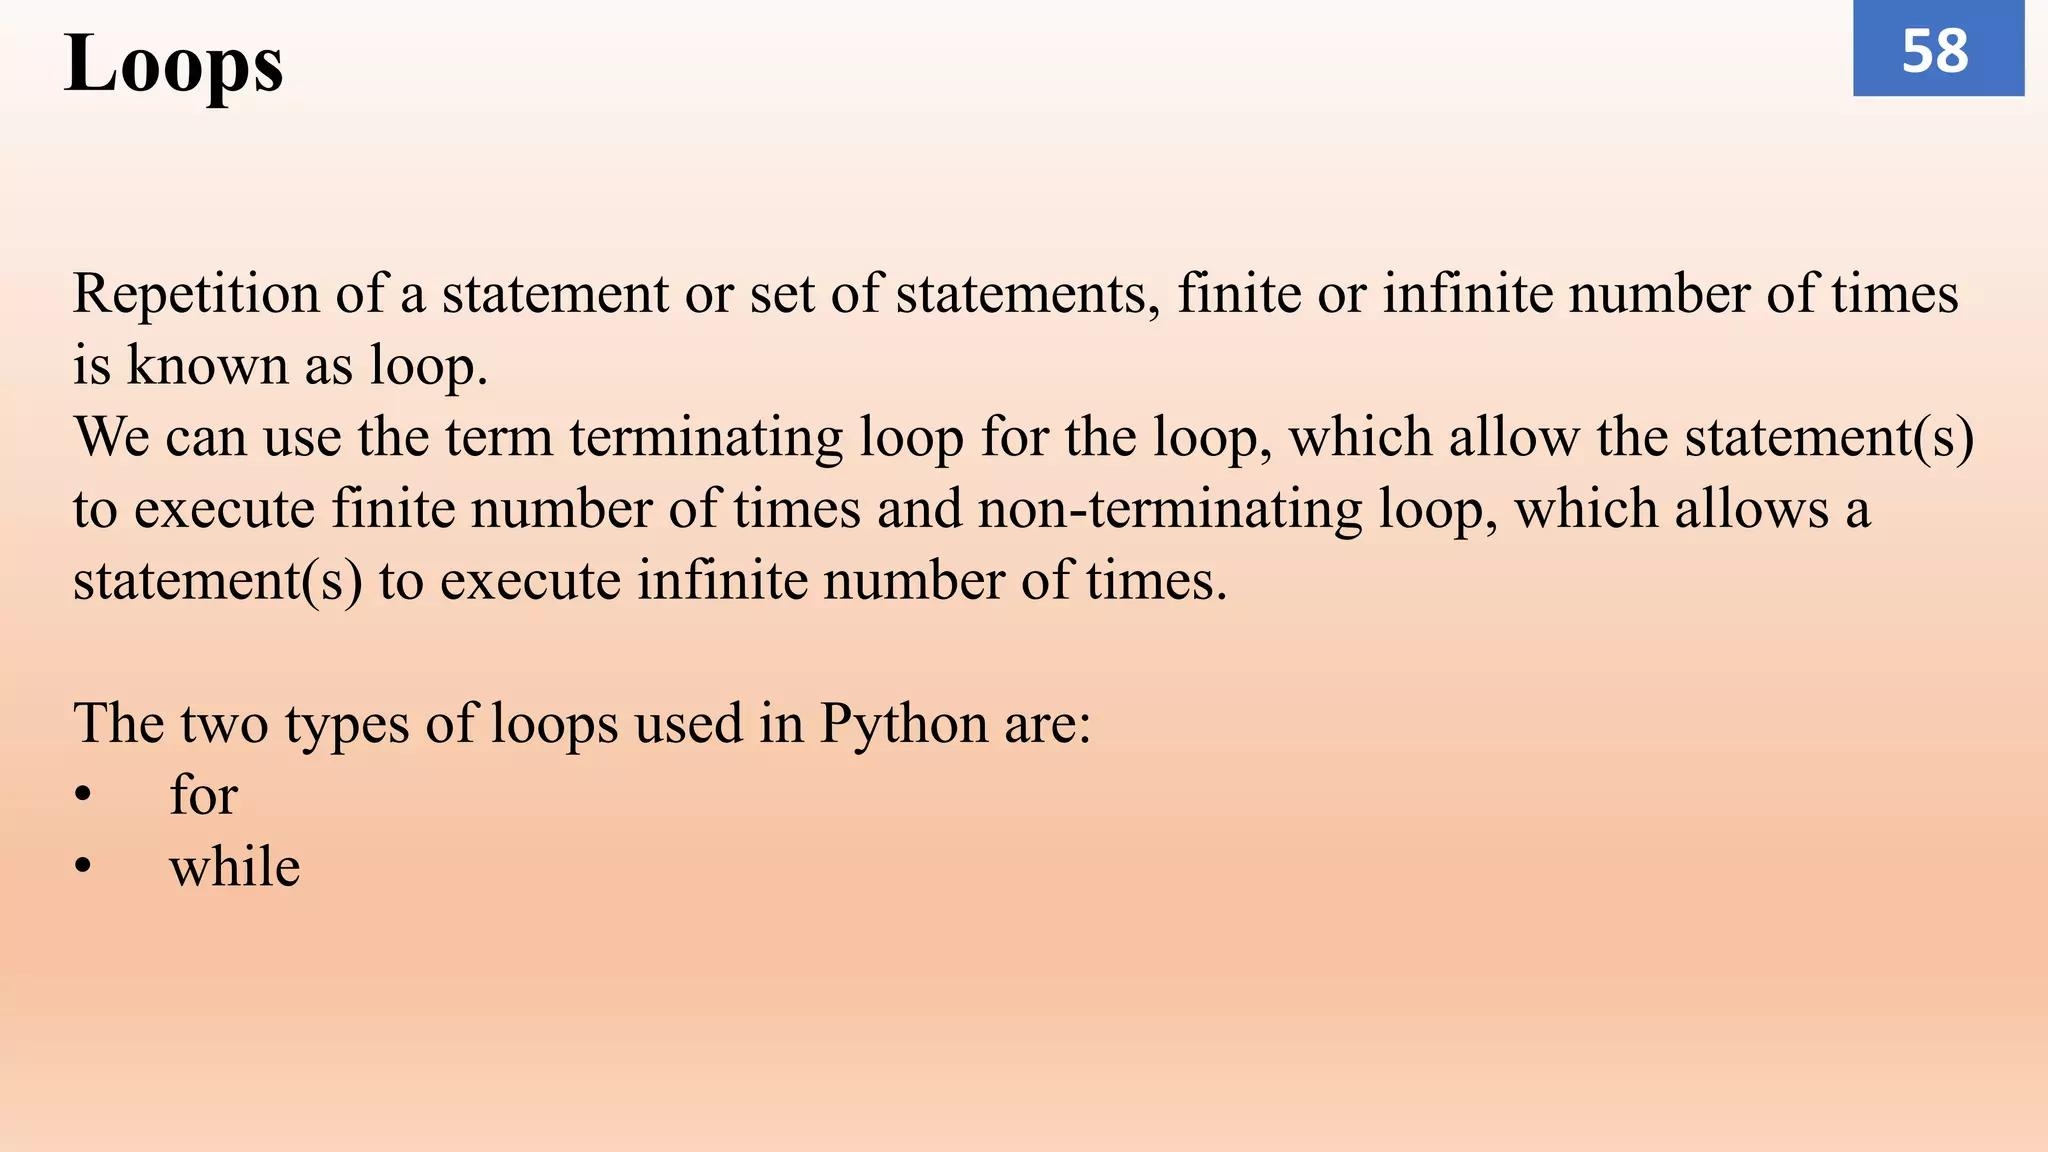 Loops
58
Repetition of a statement or set of statements, finite or infinite number of times
is known as loop.
We can use the term terminating loop for the loop, which allow the statement(s)
to execute finite number of times and non-terminating loop, which allows a
statement(s) to execute infinite number of times.
The two types of loops used in Python are:
• for
• while